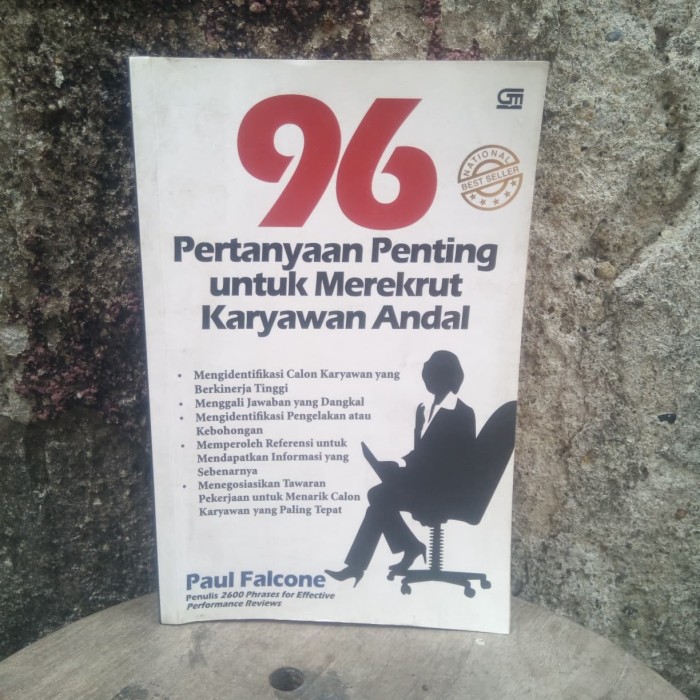 GM
96
NATIONAL
BEST SELLER
Pertanyaan Penting
untuk Merekrut
Karyawan Andal
• Mengidentifikasi Calon Karyawan yang
Berkinerja Tinggi
• Menggali Jawaban yang Dangkal
• Mengidentifikasi Pengelakan atau
Kebohongan
• Memperoleh Referensi untuk
Mendapatkan Informasi yang
Sebenarnya
• Menegosiasikan Tawaran
Pekerjaan untuk Menarik Calon
Karyawan yang Paling Tepat
Paul Falcone
Penulis 2600 Phrases for Effective
Performance Reviews